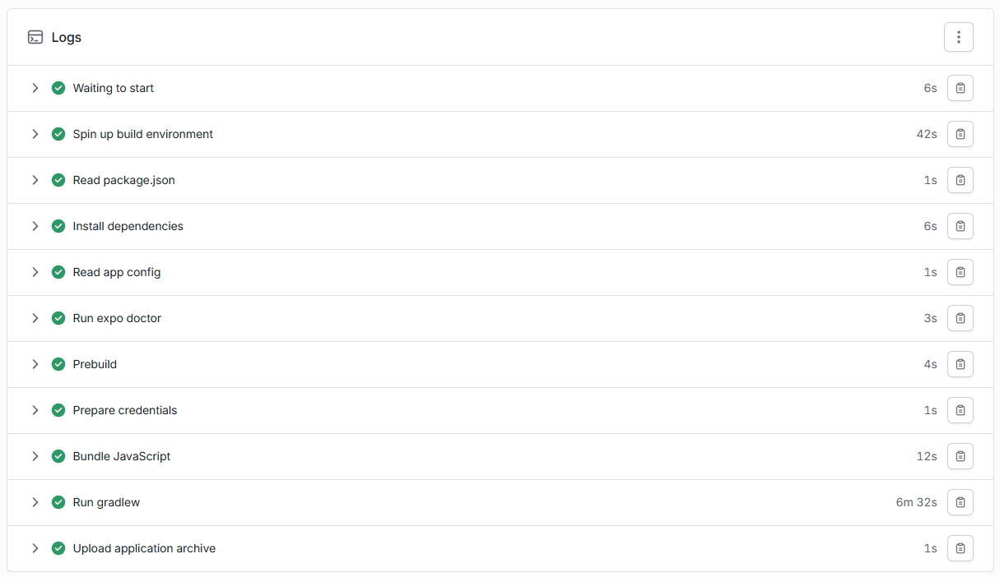 Logs
Waiting to start 6s
Spin up build environment 42s
Read package.json 1s
Install dependencies 6s
Read app config 1s
Run expo doctor 3s
Prebuild 4s
Prepare credentials 1s
Bundle JavaScript 12s
Run gradlew 6m 32s
Upload application archive 1s